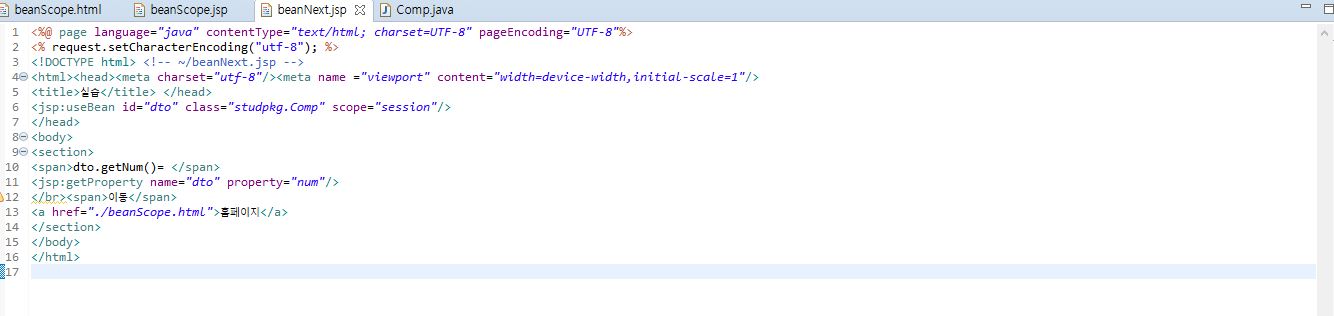 beanScope.html beanScope.jsp beanNext.jsp Comp.java
1 <%@ page language="java" contentType="text/html; charset=UTF-8" pageEncoding="UTF-8"%>
2 <% request.setCharacterEncoding("utf-8"); %>
3 <!DOCTYPE html> <!-- ~/beanNext.jsp -->
4 <html><head><meta charset="utf-8"/><meta name ="viewport" content="width=device-width,initial-scale=1"/>
5 <title>실습</title> </head>
6 <jsp:useBean id="dto" class="studpkg.Comp" scope="session"/>
7 </head>
8 <body>
9 <section>
10 <span>dto.getNum()= </span>
11 <jsp:getProperty name="dto" property="num"/>
12 </br><span>이동</span>
13 <a href="./beanScope.html">홈페이지</a>
14 </section>
15 </body>
16 </html>
17